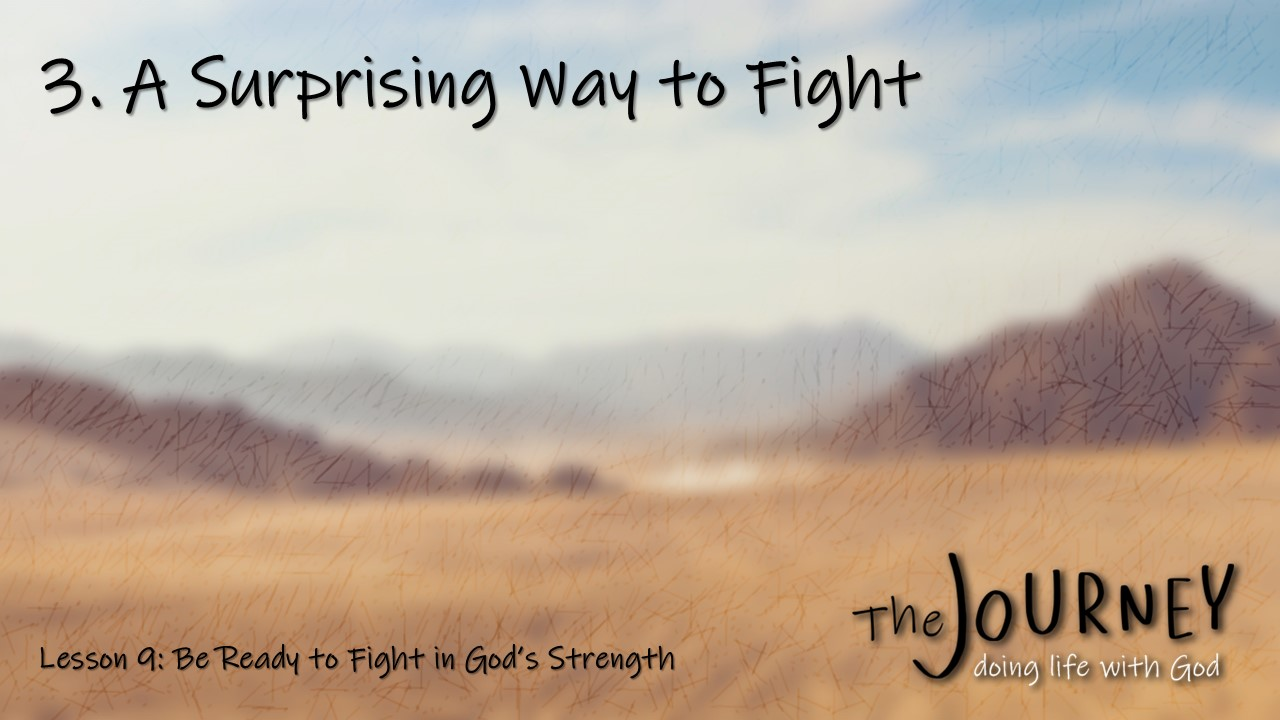 3. A Surprising Way to Fight
The JOURNEY
doing life with God
Lesson 9: Be Ready to Fight in God's Strength